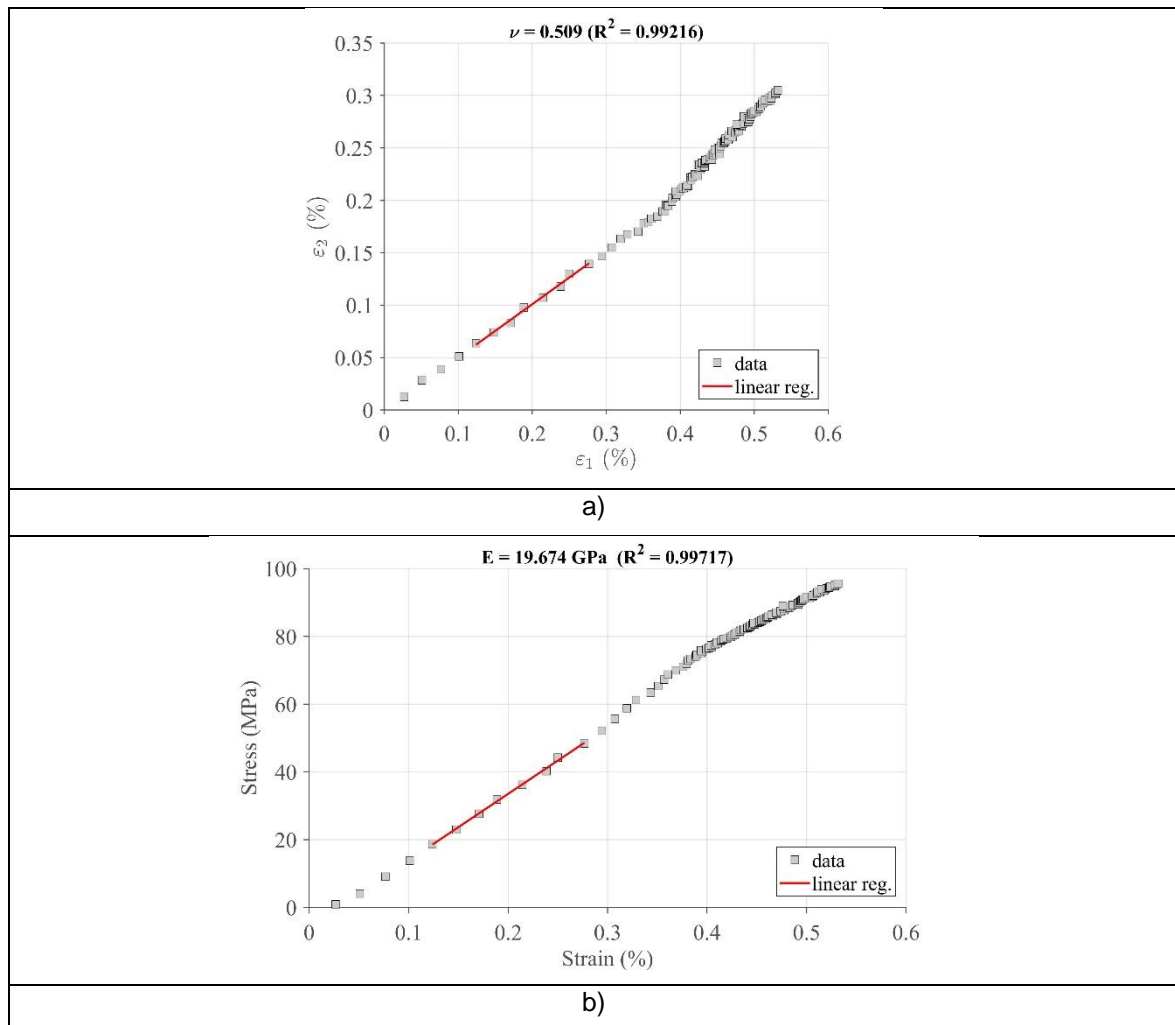 ν = 0.509 (R² = 0.99216)
0.35
0.3
0.25
0.2
0.15
0.1
0.05
0
ε₂ (%)
data
linear reg.
0 0.1 0.2 0.3 0.4 0.5 0.6
ε₁ (%)
a)
E = 19.674 GPa (R² = 0.99717)
100
80
60
40
20
0
Stress (MPa)
data
linear reg.
0 0.1 0.2 0.3 0.4 0.5 0.6
Strain (%)
b)